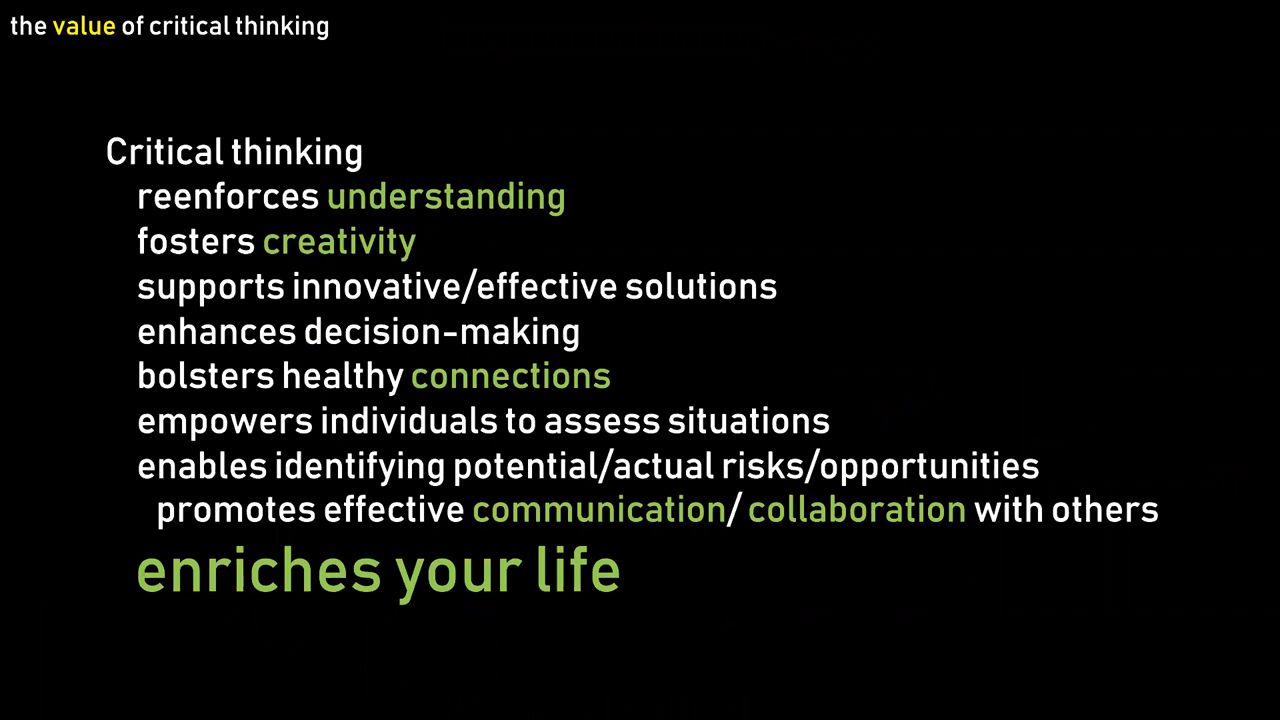 the value of critical thinking
Critical thinking
reenforces understanding
fosters creativity
supports innovative/effective solutions
enhances decision-making
bolsters healthy connections
empowers individuals to assess situations
enables identifying potential/actual risks/opportunities
promotes effective communication/ collaboration with others
enriches your life